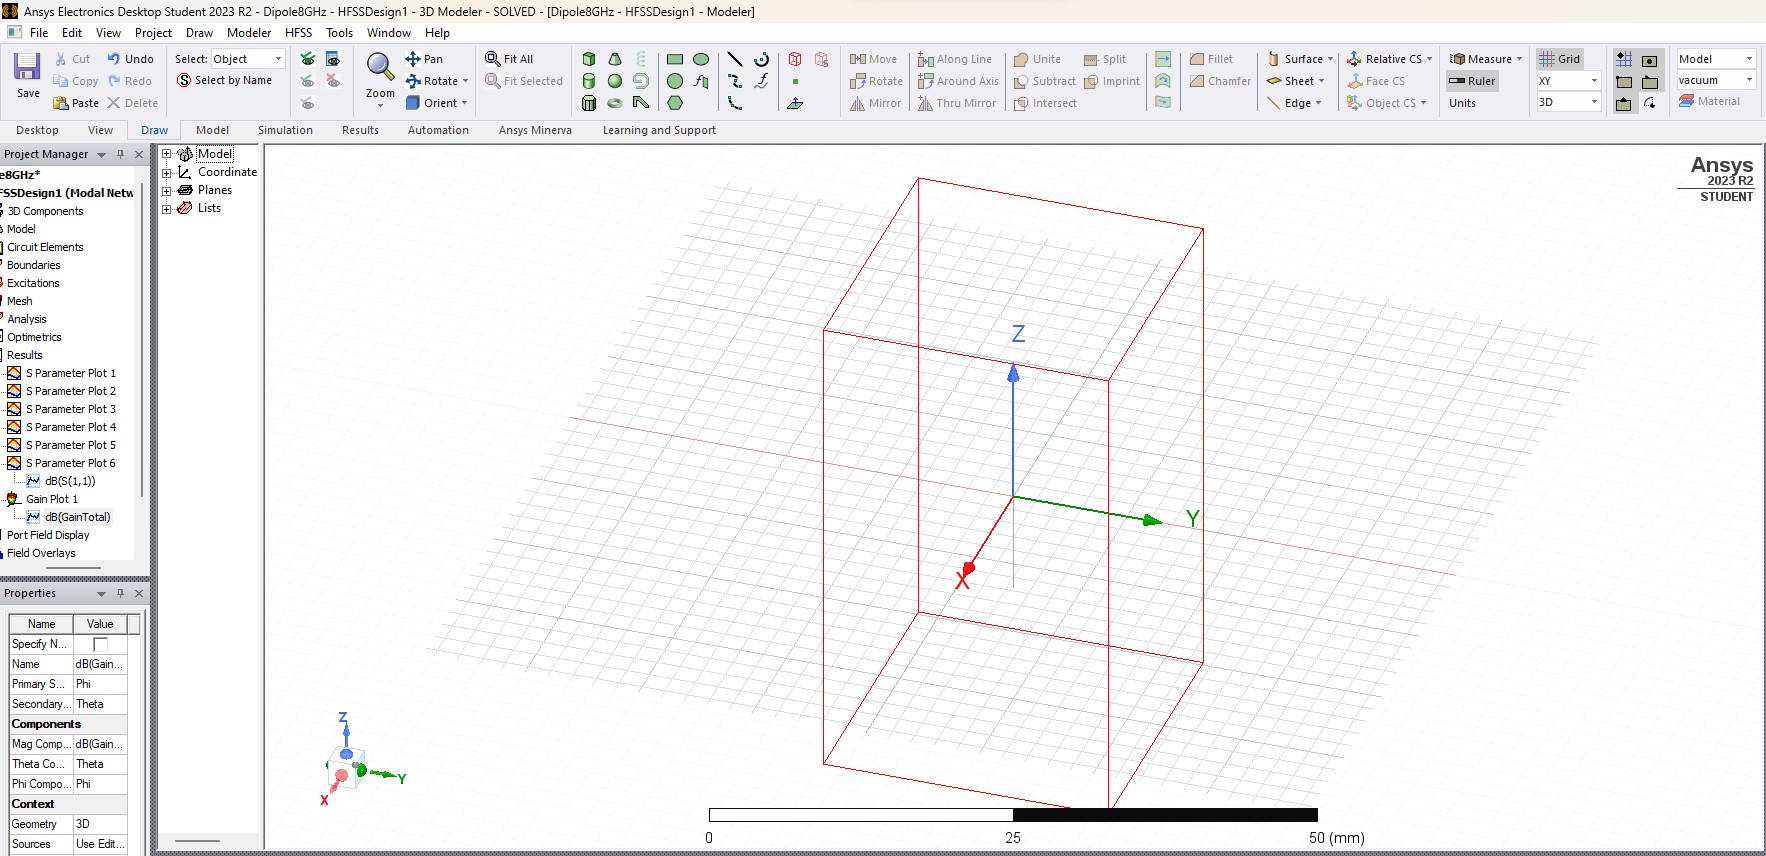 Ansys Electronics Desktop Student 2023 R2 - Dipole8GHz - HFSSDesign1 - 3D Modeler - SOLVED - [Dipole8GHz - HFSSDesign1 - Modeler]
File Edit View Project Draw Modeler HFSS Tools Window Help
Save
Cut
Copy
Paste
Undo
Redo
Delete
Select: Object
Select by Name
Zoom
Pan
Rotate
Orient
Fit All
Fit Selected
Move
Rotate
Mirror
Along Line
Around Axis
Thru Mirror
Unite
Subtract
Intersect
Split
Imprint
Fillet
Chamfer
Surface
Sheet
Edge
Relative CS
Face CS
Object CS
Measure
Ruler
Units
Grid
XY
3D
Model
vacuum
Material
Desktop View Draw Model Simulation Results Automation Ansys Minerva Learning and Support
Project Manager
e8GHz*
FSSDesign1 (Modal Netw
3D Components
Model
Circuit Elements
Boundaries
Excitations
Mesh
Analysis
Optimetrics
Results
S Parameter Plot 1
S Parameter Plot 2
S Parameter Plot 3
S Parameter Plot 4
S Parameter Plot 5
S Parameter Plot 6
dB(S(1,1))
Gain Plot 1
dB(GainTotal)
Port Field Display
Field Overlays
Properties
Name Value
Specify N...
Name dB(Gain...
Primary S... Phi
Secondary... Theta
Components
Mag Comp... dB(Gain...
Theta Co... Theta
Phi Compo... Phi
Context
Geometry 3D
Sources Use Edit...
Model
Coordinate
Planes
Lists
Ansys
2023 R2
STUDENT
Z
Y
X
Z
Y
X
0 25 50 (mm)